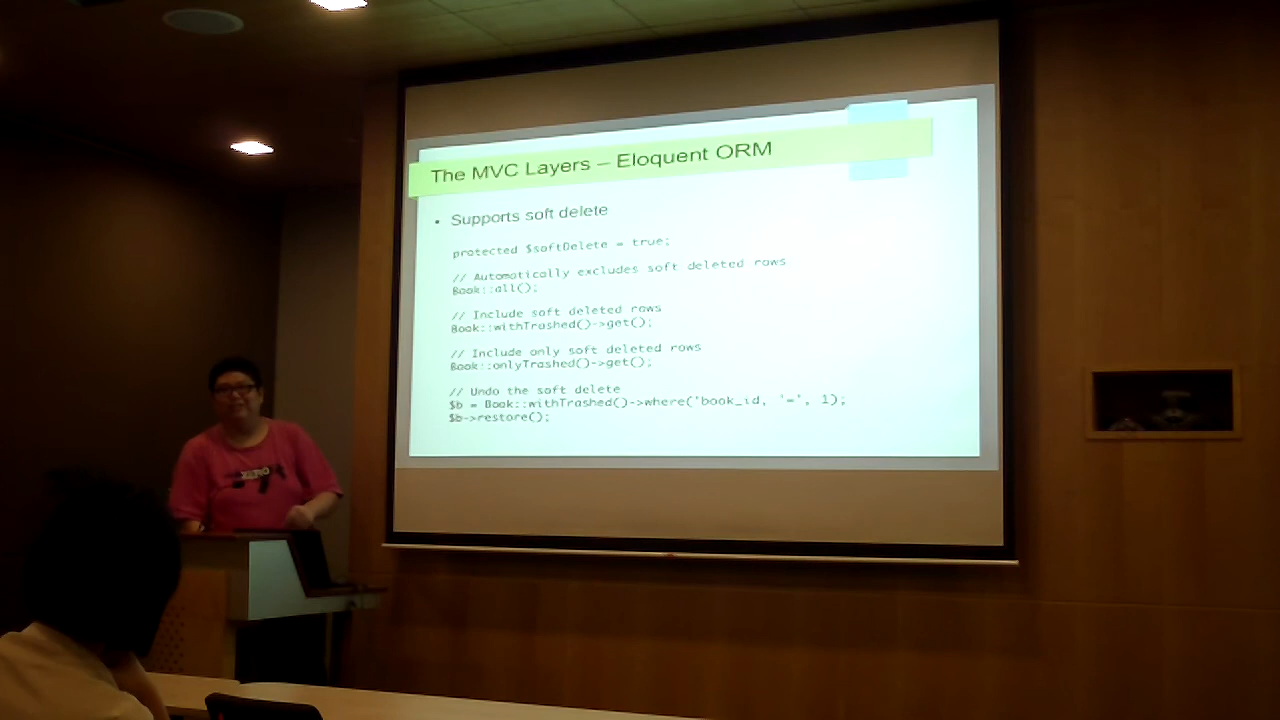 The MVC Layers – Eloquent ORM
• Supports soft delete
protected $softDelete = true;
// Automatically excludes soft deleted rows
Book::all();
// Include soft deleted rows
Book::withTrashed()->get();
// Include only soft deleted rows
Book::onlyTrashed()->get();
// Undo the soft delete
$b = Book::withTrashed()->where('book_id, '=', 1);
$b->restore();